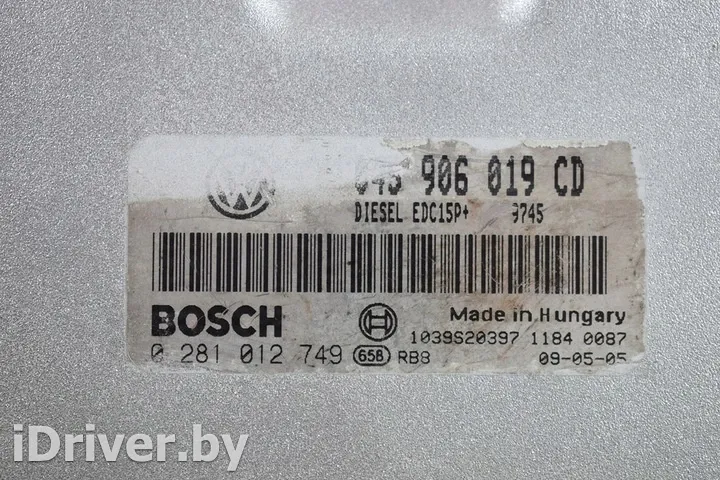 906 019 CD
DIESEL EDC15P+ 9745
BOSCH
Made in Hungary
1039S20397 1184 0087
0 281 012 749 658 RB8 09-05-05
iDriver.by